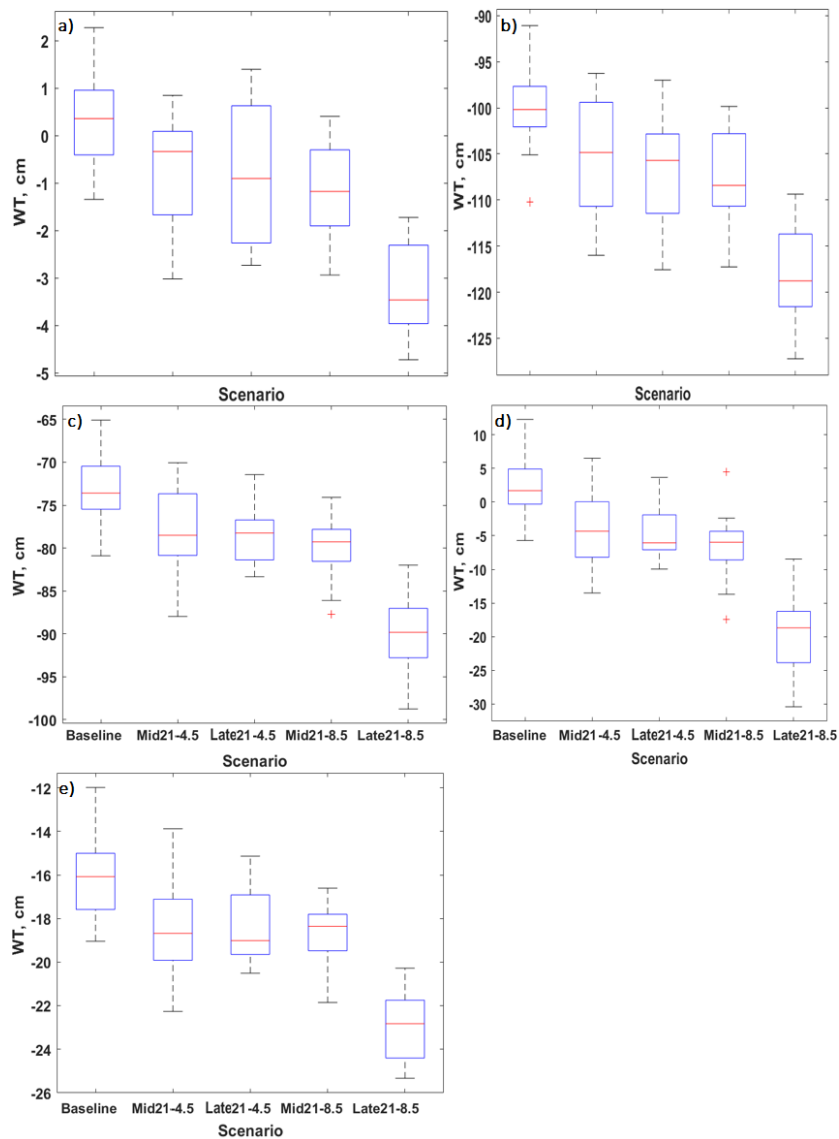 a)
2
1
0
-1
-2
-3
-4
-5
WT, cm
Scenario
b)
-90
-95
-100
-105
-110
-115
-120
-125
WT, cm
Scenario
c)
-65
-70
-75
-80
-85
-90
-95
-100
WT, cm
Baseline Mid21-4.5 Late21-4.5 Mid21-8.5 Late21-8.5
Scenario
d)
10
5
0
-5
-10
-15
-20
-25
-30
WT, cm
Baseline Mid21-4.5 Late21-4.5 Mid21-8.5 Late21-8.5
Scenario
e)
-12
-14
-16
-18
-20
-22
-24
-26
WT, cm
Baseline Mid21-4.5 Late21-4.5 Mid21-8.5 Late21-8.5
Scenario